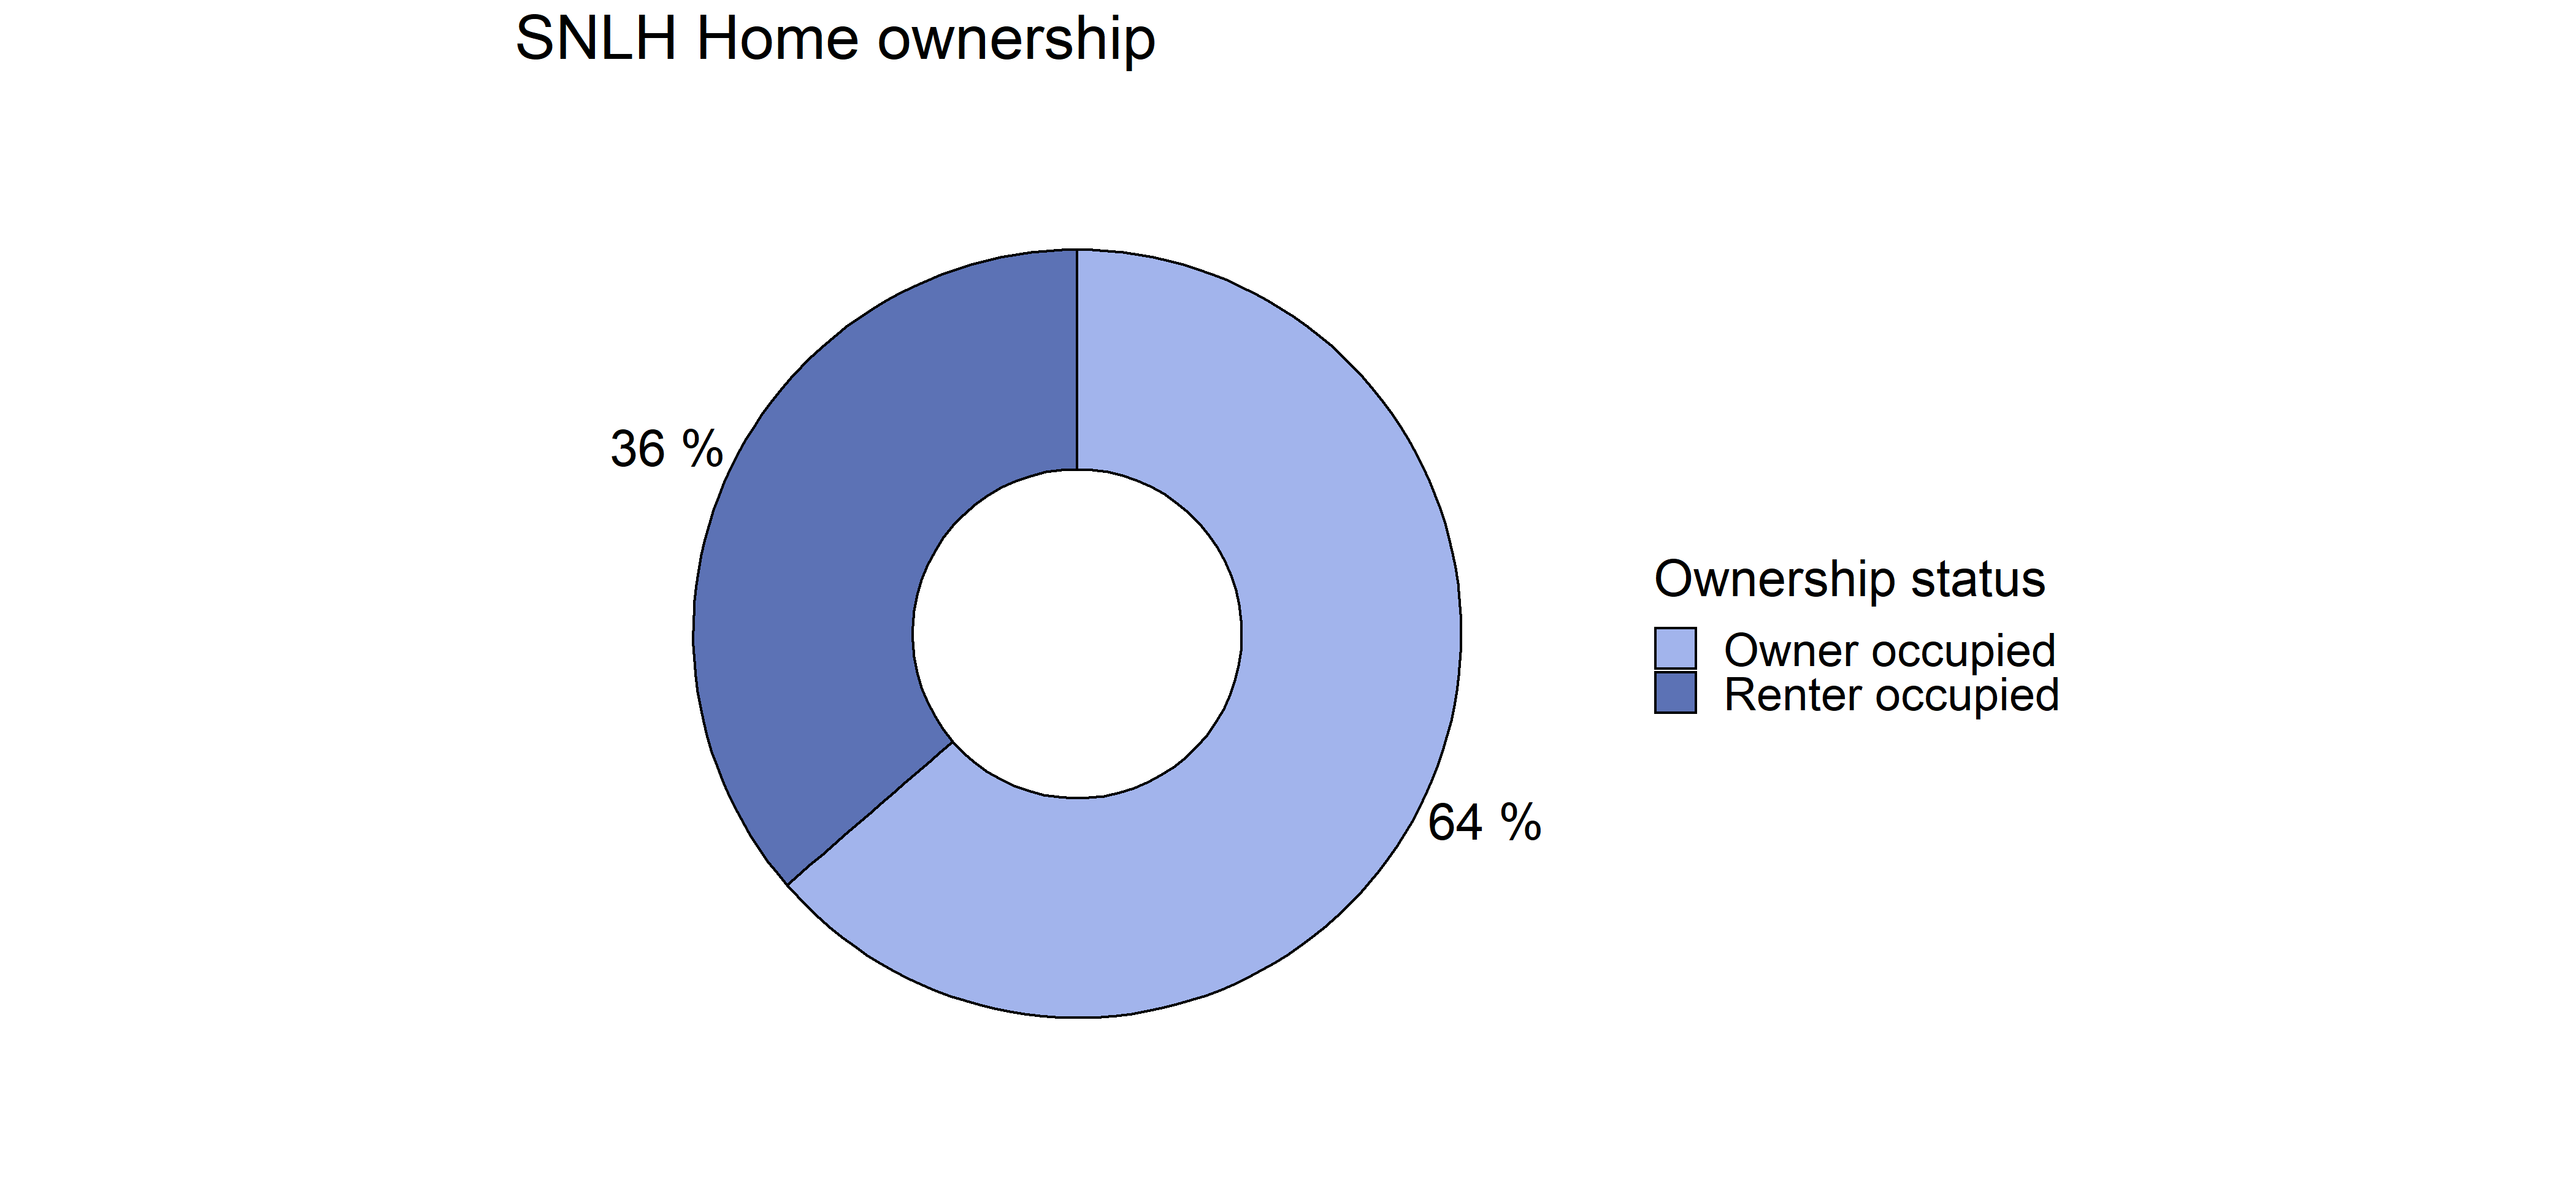 SNLH Home ownership
36 %
64 %
Ownership status
Owner occupied
Renter occupied